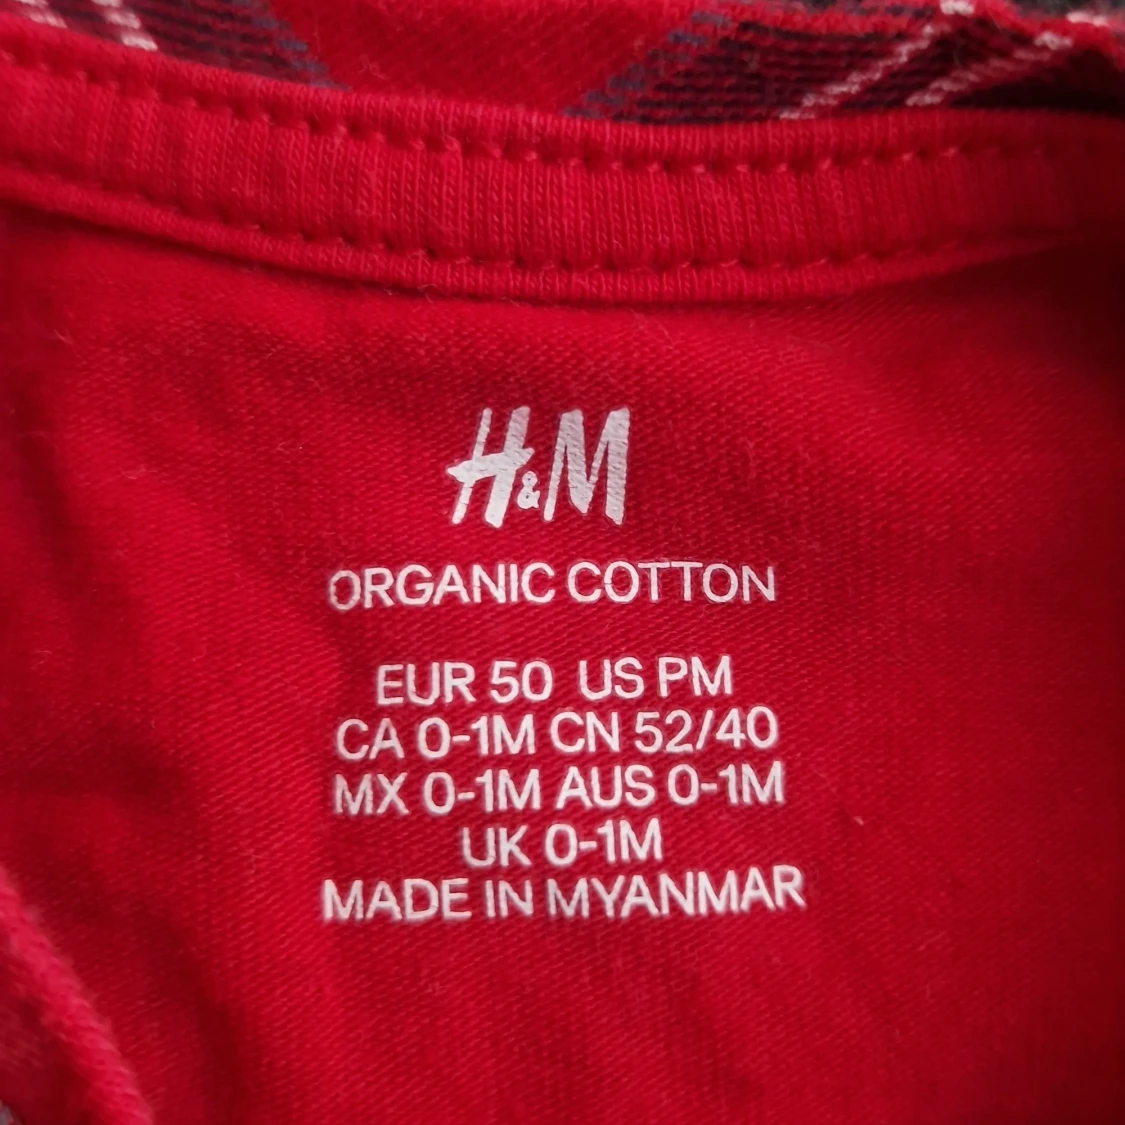 H&M
ORGANIC COTTON
EUR 50 US PM
CA 0-1M CN 52/40
MX 0-1M AUS 0-1M
UK 0-1M
MADE IN MYANMAR